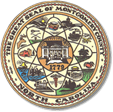 THE GREAT SEAL OF MONTGOMERY COUNTY
1779
NORTH CAROLINA